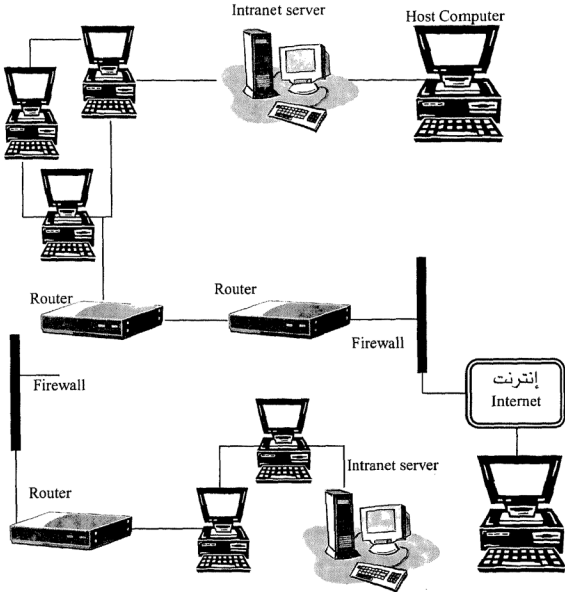 Intranet server
Host Computer
Router
Router
Firewall
إنترنت
Internet
Firewall
Intranet server
Router